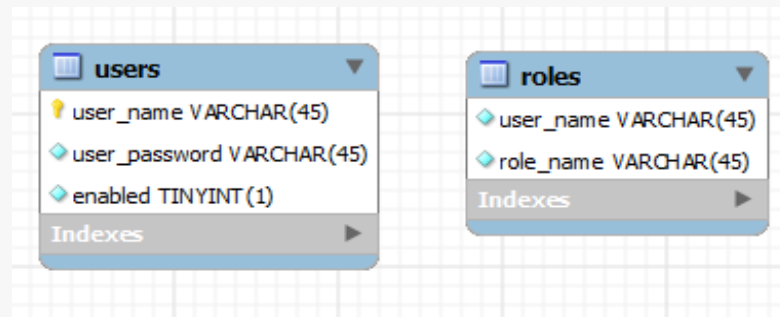 users
user_name VARCHAR(45)
user_password VARCHAR(45)
enabled TINYINT(1)
Indexes
roles
user_name VARCHAR(45)
role_name VARCHAR(45)
Indexes